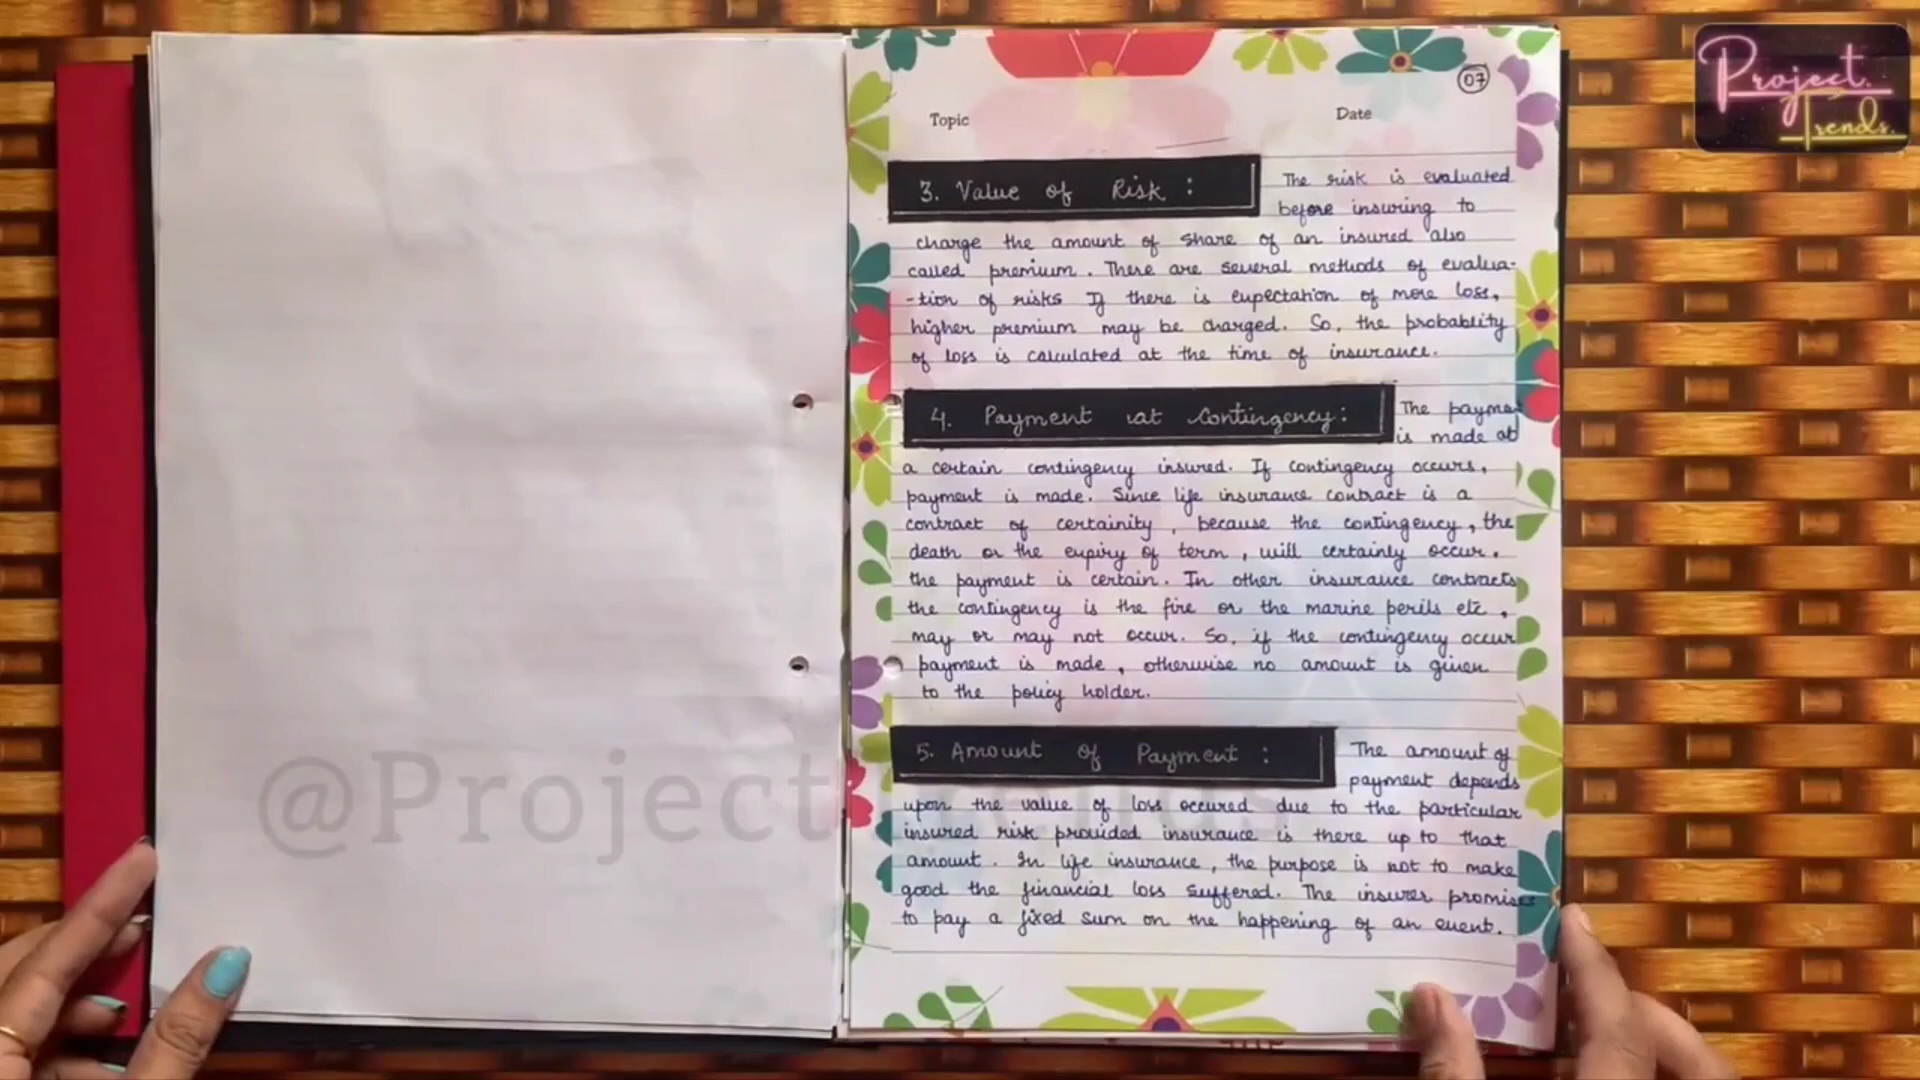 Project
Trends.
07
Topic
Date
3. Value of Risk :
The risk is evaluated
before insuring to
charge the amount of share of an insured also
called premium. There are several methods of evalua-
-tion of risks If there is expectation of more loss,
higher premium may be charged. So, the probablity
of loss is calculated at the time of insurance.
4. Payment at Contingency :
The payme
is made at
a certain contingency insured. If contingency occurs,
payment is made. Since life insurance contract is a
contract of certainity, because the contingency, the
death or the expiry of term, will certainly occur,
the payment is certain. In other insurance contracts
the contingency is the fire or the marine perils etc,
may or may not occur. So, if the contingency occur
payment is made, otherwise no amount is given
to the policy holder.
5. Amount of Payment :
The amount of
payment depends
upon the value of loss occured due to the particular
insured risk provided insurance is there up to that
amount. In life insurance, the purpose is not to make
good the financial loss suffered. The insurer promises
to pay a fixed sum on the happening of an event.
@ProjectTrends